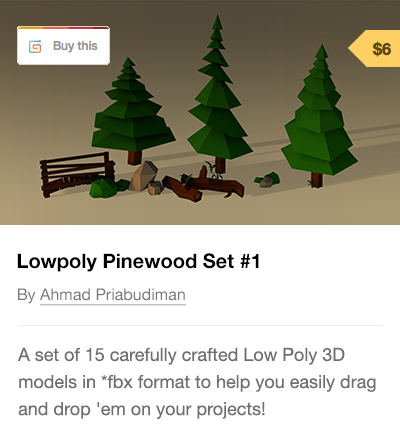 Buy this
$6
Lowpoly Pinewood Set #1
By Ahmad Priabudiman
A set of 15 carefully crafted Low Poly 3D
models in *fbx format to help you easily drag
and drop 'em on your projects!